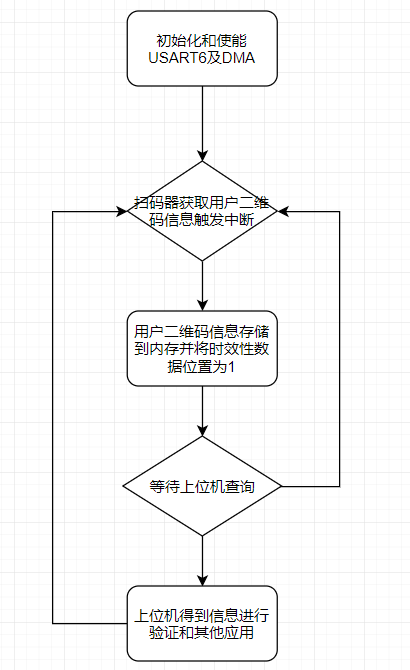 初始化和使能
USART6及DMA
扫码器获取用户二维
码信息触发中断
用户二维码信息存储
到内存并将时效性数
据位置为1
等待上位机查询
上位机得到信息进行
验证和其他应用